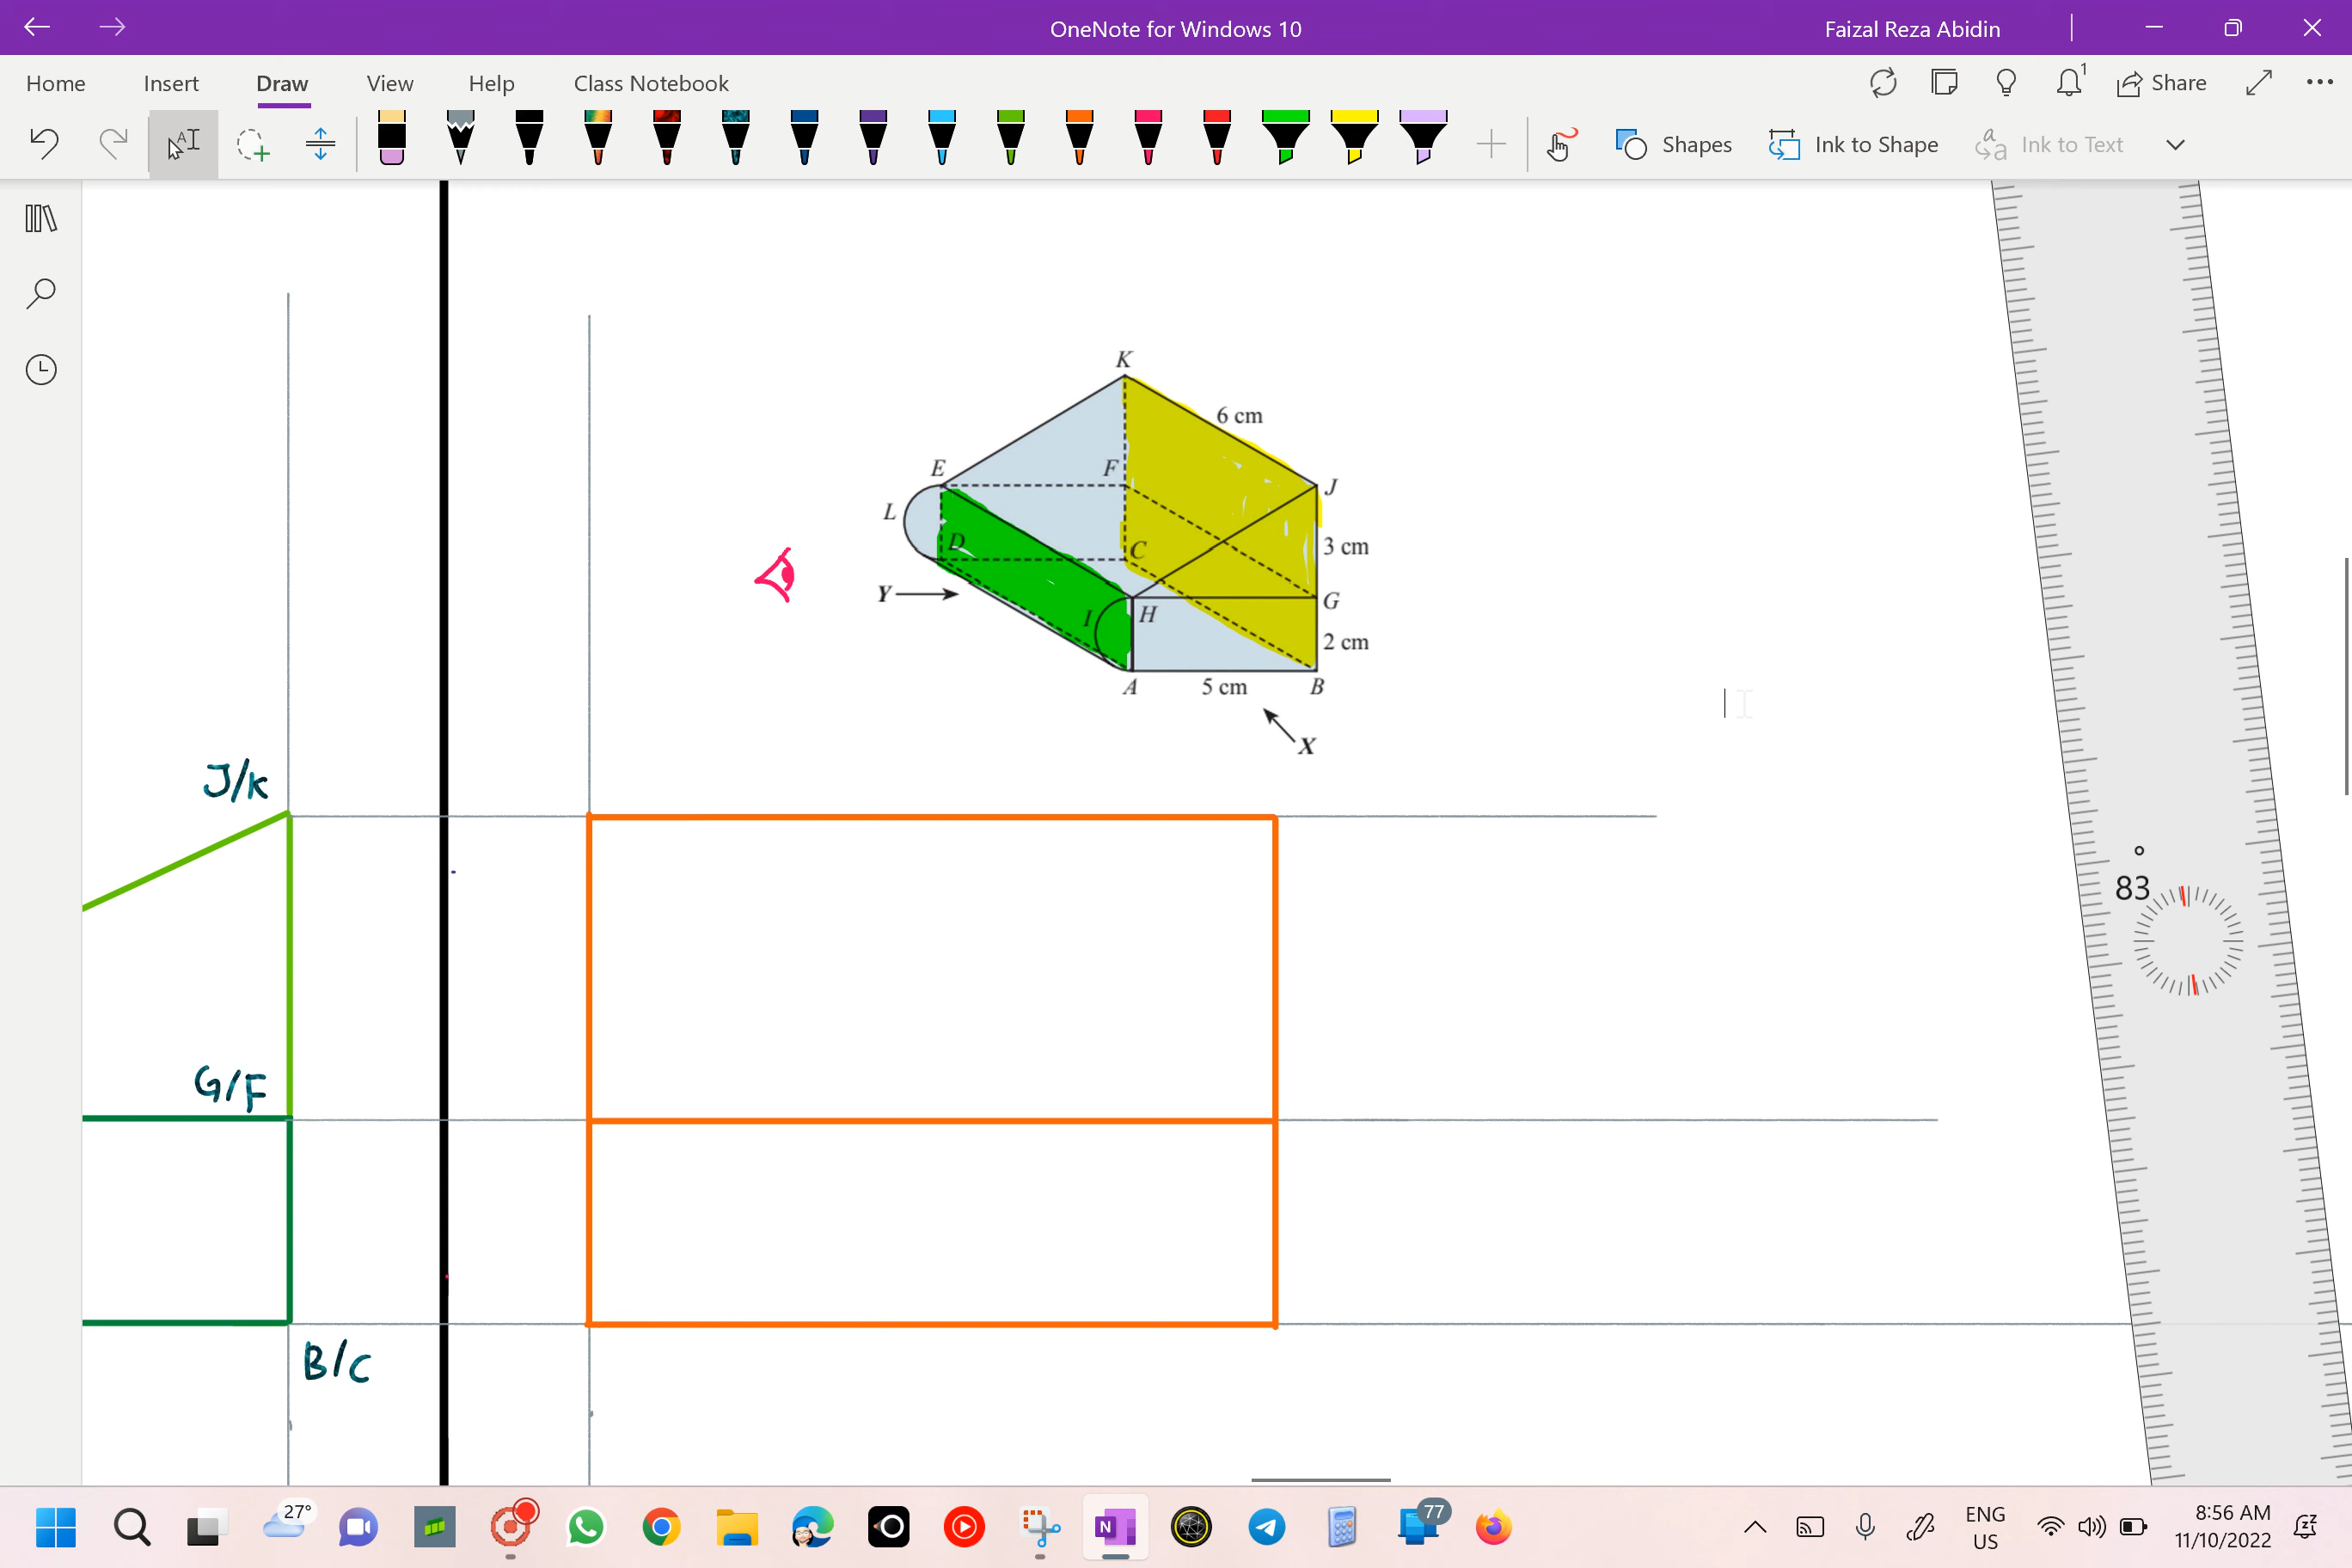 OneNote for Windows 10
Faizal Reza Abidin
Home Insert Draw View Help Class Notebook
1
Share
Shapes
Ink to Shape
Ink to Text
K
6 cm
E
F
J
L
D
C
3 cm
Y
I
H
G
2 cm
A
5 cm
B
X
J/K
83
°
G/F
B/C
27°
N
77
ENG
US
8:56 AM
11/10/2022